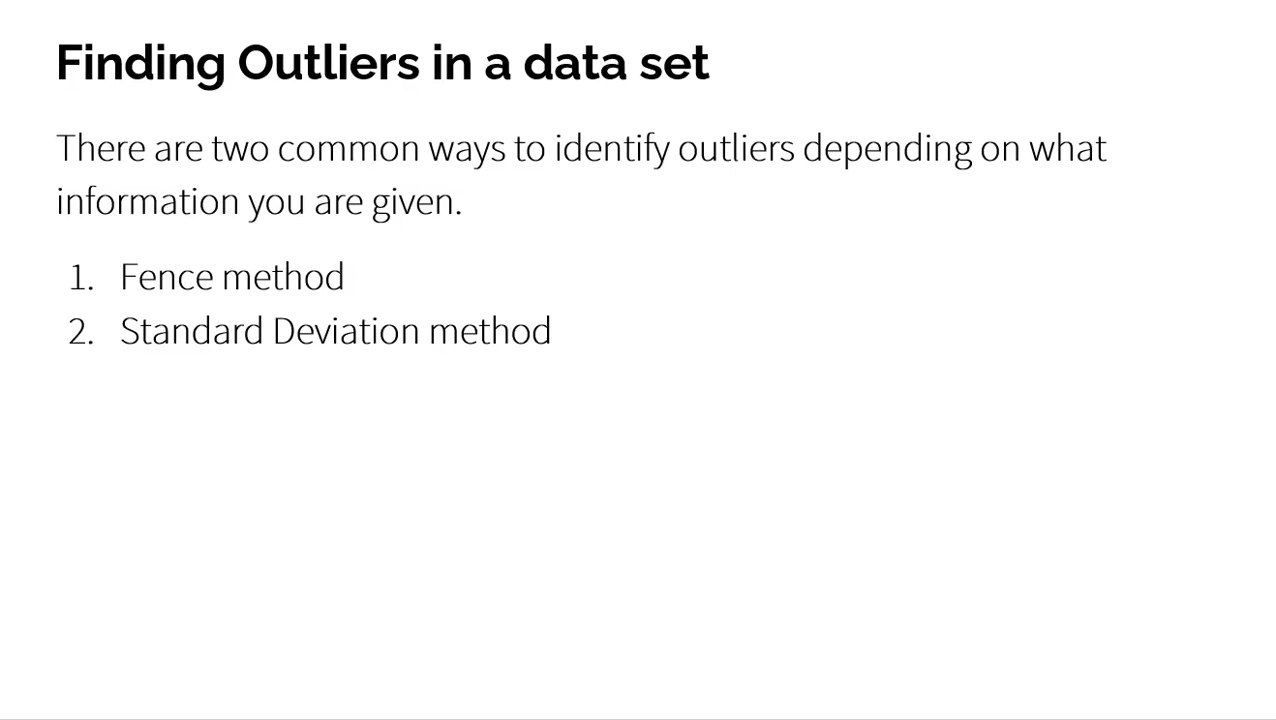 Finding Outliers in a data set
There are two common ways to identify outliers depending on what
information you are given.
1. Fence method
2. Standard Deviation method